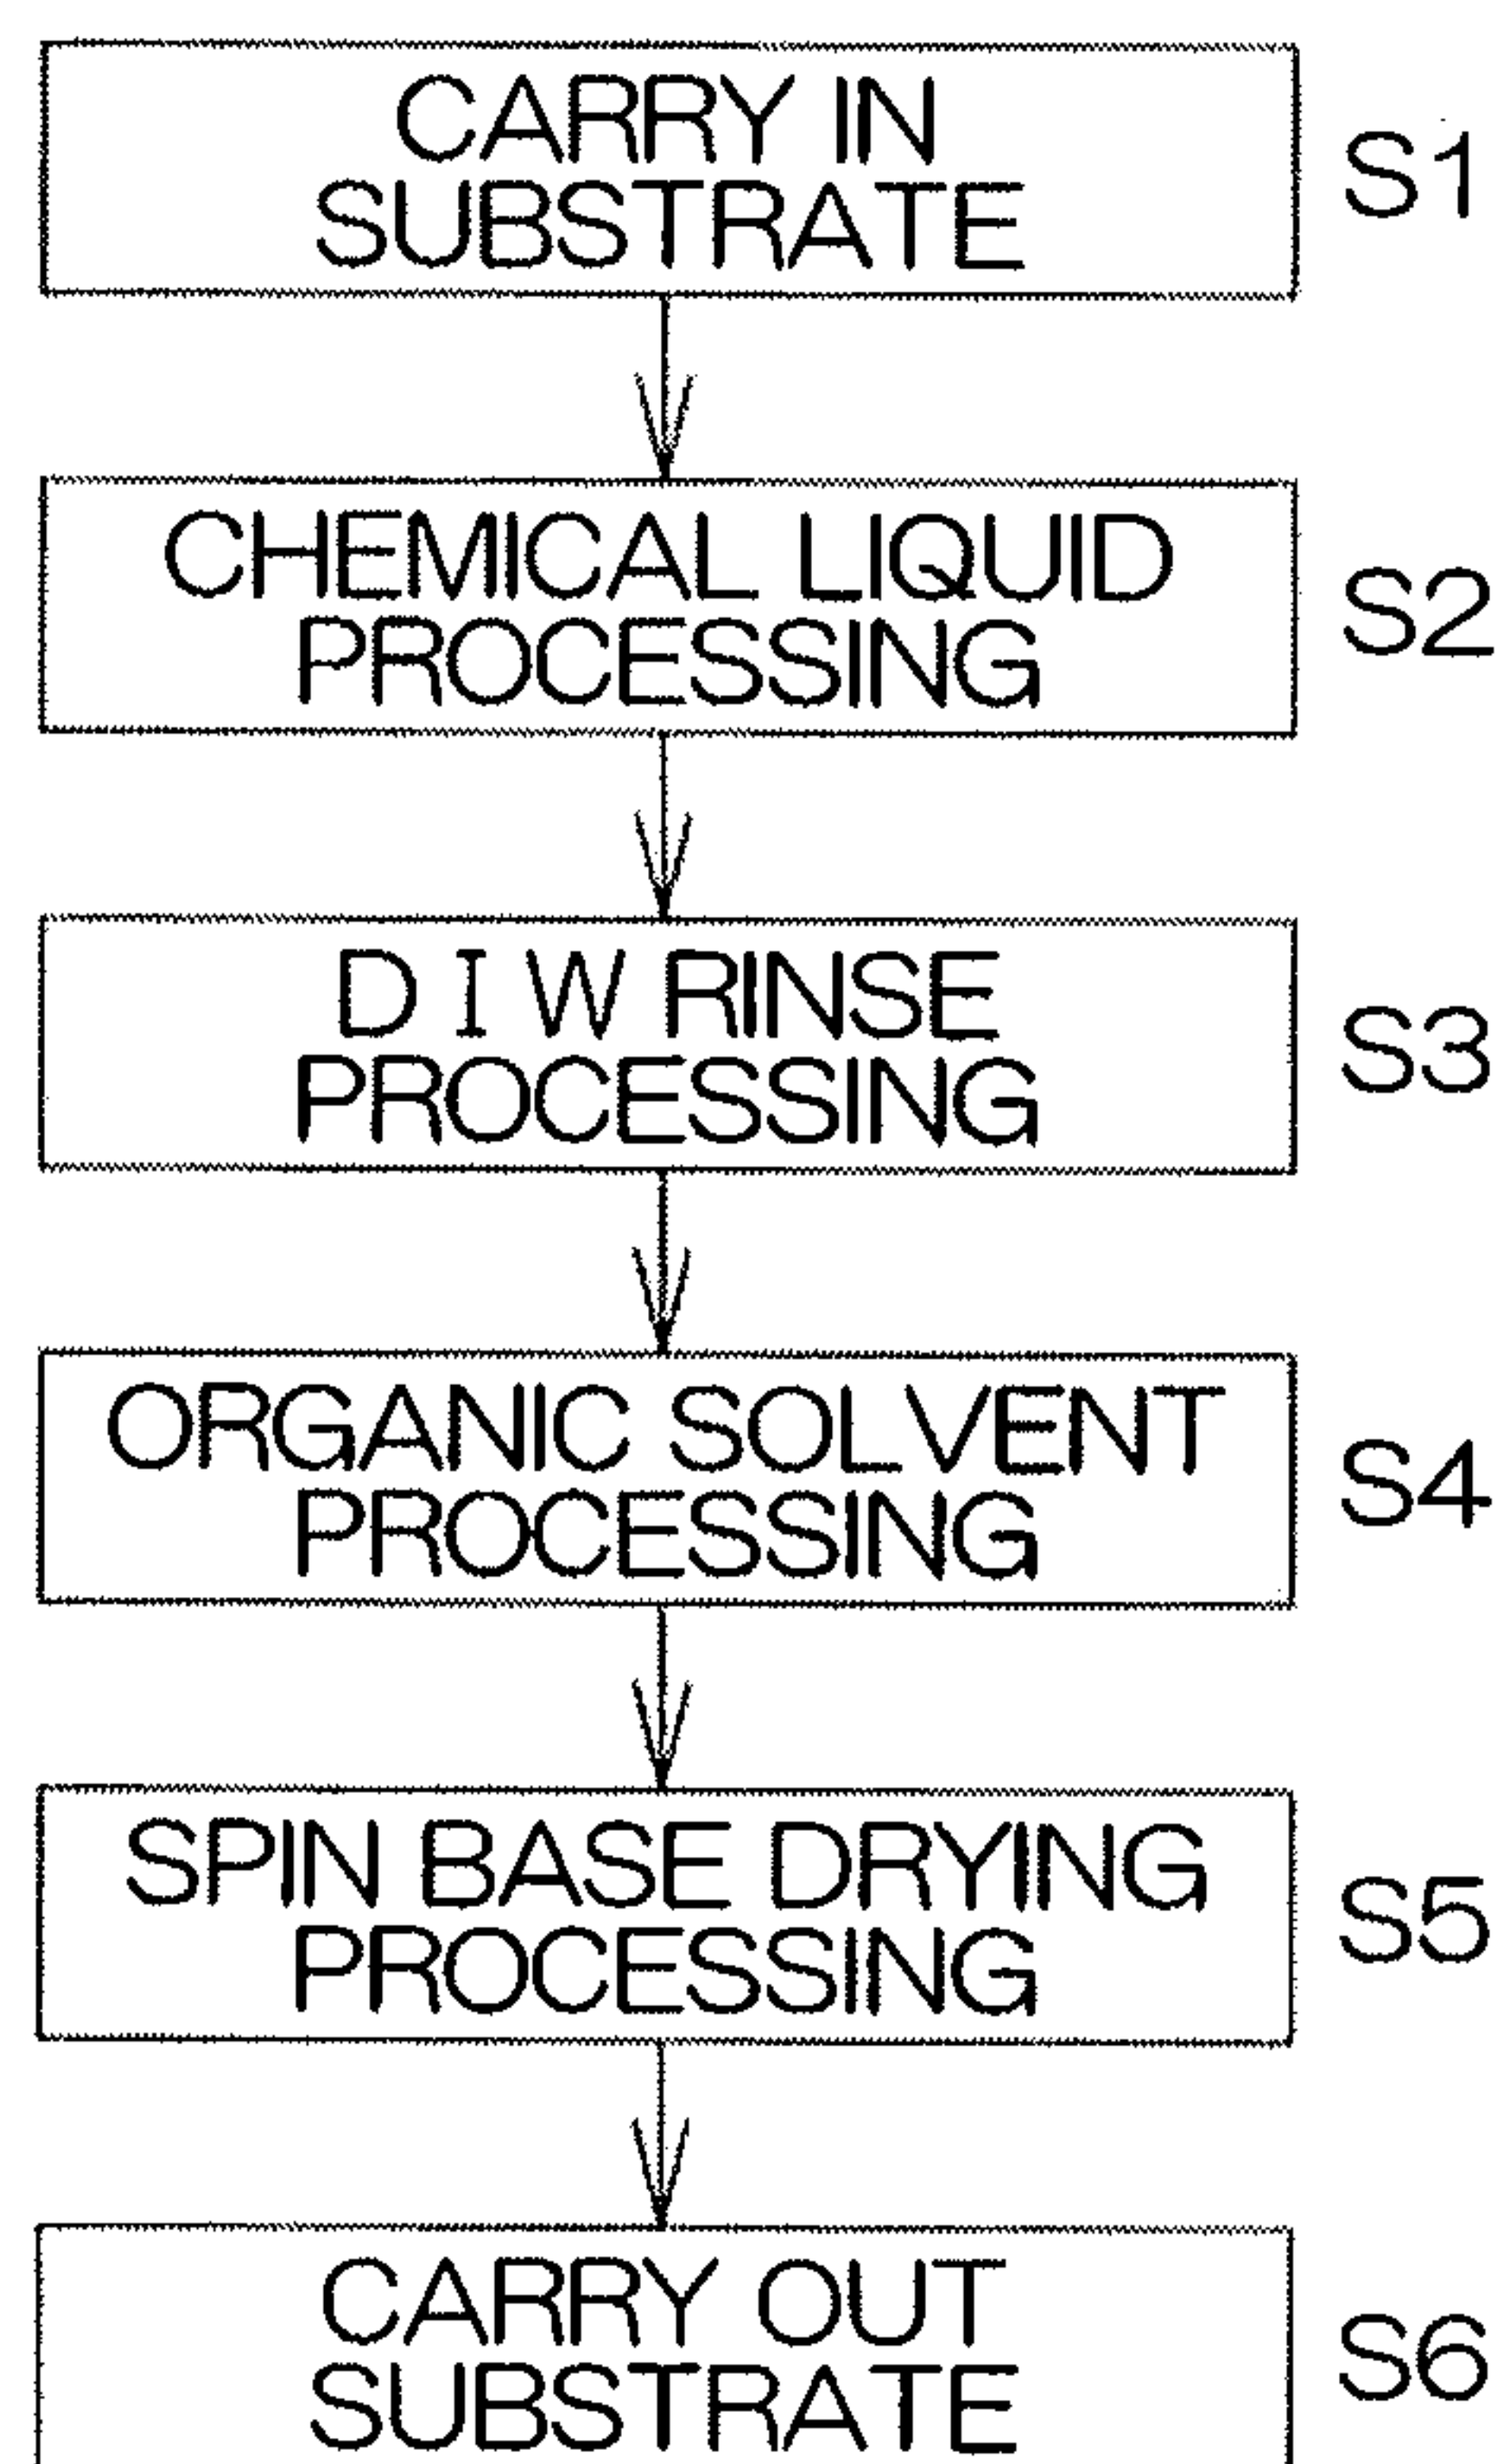 CARRY IN
SUBSTRATE
S1
CHEMICAL LIQUID
PROCESSING
S2
D I W RINSE
PROCESSING
S3
ORGANIC SOLVENT
PROCESSING
S4
SPIN BASE DRYING
PROCESSING
S5
CARRY OUT
SUBSTRATE
S6